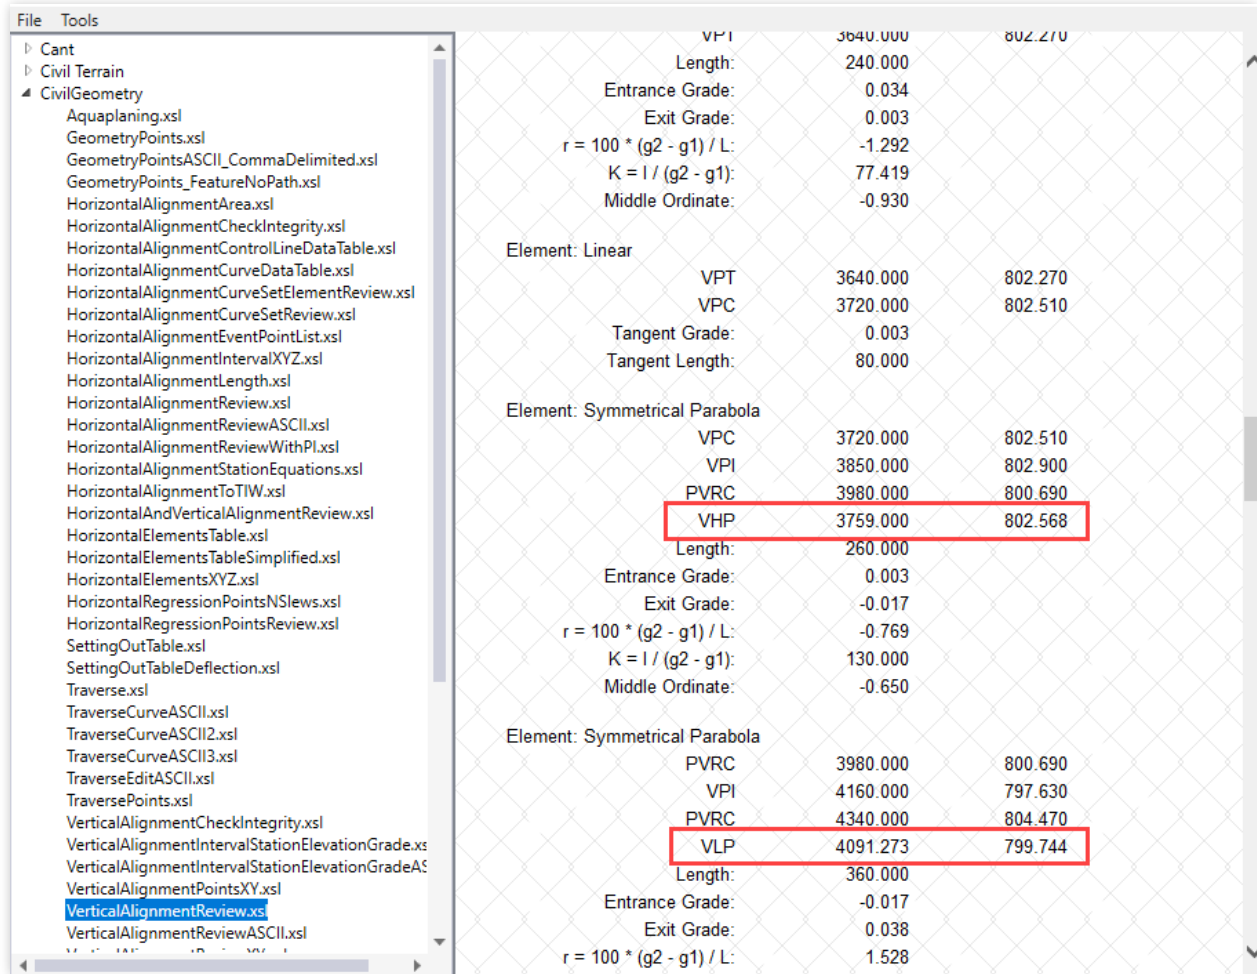 File Tools
Cant
Civil Terrain
CivilGeometry
Aquaplaning.xsl
GeometryPoints.xsl
GeometryPointsASCII_CommaDelimited.xsl
GeometryPoints_FeatureNoPath.xsl
HorizontalAlignmentArea.xsl
HorizontalAlignmentCheckIntegrity.xsl
HorizontalAlignmentControlLineDataTable.xsl
HorizontalAlignmentCurveDataTable.xsl
HorizontalAlignmentCurveSetElementReview.xsl
HorizontalAlignmentCurveSetReview.xsl
HorizontalAlignmentEventPointList.xsl
HorizontalAlignmentIntervalXYZ.xsl
HorizontalAlignmentLength.xsl
HorizontalAlignmentReview.xsl
HorizontalAlignmentReviewASCII.xsl
HorizontalAlignmentReviewWithPI.xsl
HorizontalAlignmentStationEquations.xsl
HorizontalAlignmentToTIW.xsl
HorizontalAndVerticalAlignmentReview.xsl
HorizontalElementsTable.xsl
HorizontalElementsTableSimplified.xsl
HorizontalElementsXYZ.xsl
HorizontalRegressionPointsNSIews.xsl
HorizontalRegressionPointsReview.xsl
SettingOutTable.xsl
SettingOutTableDeflection.xsl
Traverse.xsl
TraverseCurveASCII.xsl
TraverseCurveASCII2.xsl
TraverseCurveASCII3.xsl
TraverseEditASCII.xsl
TraversePoints.xsl
VerticalAlignmentCheckIntegrity.xsl
VerticalAlignmentIntervalStationElevationGrade.xs
VerticalAlignmentIntervalStationElevationGradeAS
VerticalAlignmentPointsXY.xsl
VerticalAlignmentReview.xsl
VerticalAlignmentReviewASCII.xsl
VPT 3640.000 802.270
Length: 240.000
Entrance Grade: 0.034
Exit Grade: 0.003
r = 100 * (g2 - g1) / L: -1.292
K = l / (g2 - g1): 77.419
Middle Ordinate: -0.930
Element: Linear
VPT 3640.000 802.270
VPC 3720.000 802.510
Tangent Grade: 0.003
Tangent Length: 80.000
Element: Symmetrical Parabola
VPC 3720.000 802.510
VPI 3850.000 802.900
PVRC 3980.000 800.690
VHP 3759.000 802.568
Length: 260.000
Entrance Grade: 0.003
Exit Grade: -0.017
r = 100 * (g2 - g1) / L: -0.769
K = l / (g2 - g1): 130.000
Middle Ordinate: -0.650
Element: Symmetrical Parabola
PVRC 3980.000 800.690
VPI 4160.000 797.630
PVRC 4340.000 804.470
VLP 4091.273 799.744
Length: 360.000
Entrance Grade: -0.017
Exit Grade: 0.038
r = 100 * (g2 - g1) / L: 1.528